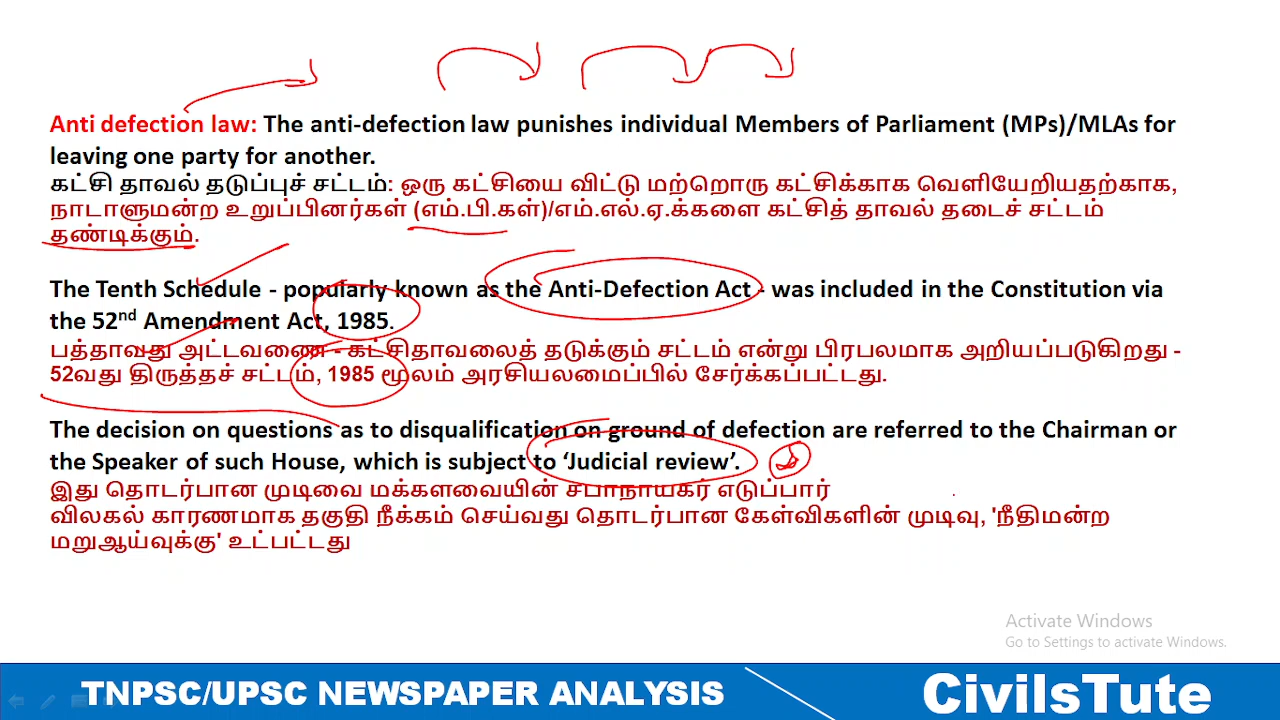 Anti defection law: The anti-defection law punishes individual Members of Parliament (MPs)/MLAs for
leaving one party for another.
கட்சி தாவல் தடுப்புச் சட்டம்: ஒரு கட்சியை விட்டு மற்றொரு கட்சிக்காக வெளியேறியதற்காக,
நாடாளுமன்ற உறுப்பினர்கள் (எம்.பி.கள்)/எம்.எல்.ஏ.க்களை கட்சித் தாவல் தடைச் சட்டம்
தண்டிக்கும்.
The Tenth Schedule - popularly known as the Anti-Defection Act - was included in the Constitution via
the 52nd Amendment Act, 1985.
பத்தாவது அட்டவணை - கட்சிதாவலைத் தடுக்கும் சட்டம் என்று பிரபலமாக அறியப்படுகிறது -
52வது திருத்தச் சட்டம், 1985 மூலம் அரசியலமைப்பில் சேர்க்கப்பட்டது.
The decision on questions as to disqualification on ground of defection are referred to the Chairman or
the Speaker of such House, which is subject to ‘Judicial review’.
இது தொடர்பான முடிவை மக்களவையின் சபாநாயகர் எடுப்பார்
விலகல் காரணமாக தகுதி நீக்கம் செய்வது தொடர்பான கேள்விகளின் முடிவு, 'நீதிமன்ற
மறுஆய்வுக்கு' உட்பட்டது
Activate Windows
Go to Settings to activate Windows.
TNPSC/UPSC NEWSPAPER ANALYSIS
CivilsTute